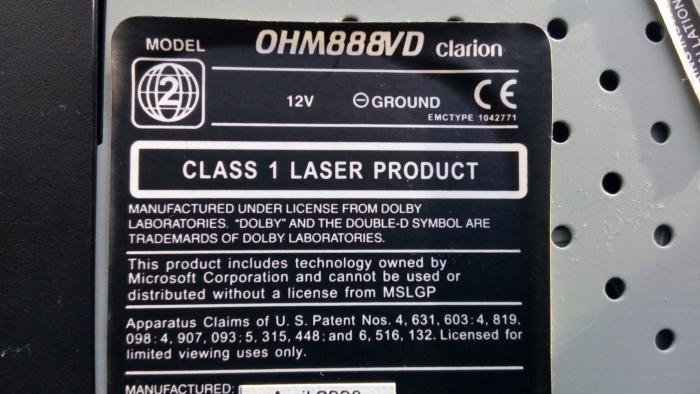 MODEL OHM888VD clarion
2
12V ⊖GROUND CE
EMCTYPE 1042771
CLASS 1 LASER PRODUCT
MANUFACTURED UNDER LICENSE FROM DOLBY
LABORATORIES. "DOLBY" AND THE DOUBLE-D SYMBOL ARE
TRADEMARDS OF DOLBY LABORATORIES.
This product includes technology owned by
Microsoft Corporation and cannot be used or
distributed without a license from MSLGP
Apparatus Claims of U. S. Patent Nos. 4, 631, 603: 4, 819,
098: 4, 907, 093: 5, 315, 448; and 6, 516, 132. Licensed for
limited viewing uses only.
MANUFACTURED: April